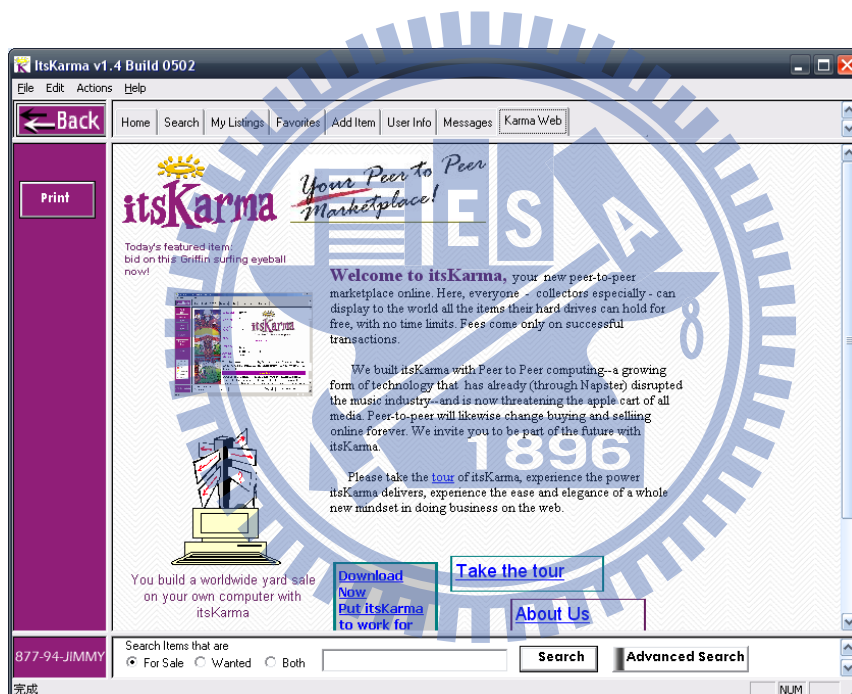 ItsKarma v1.4 Build 0502
File Edit Actions Help
Back
Home Search My Listings Favorites Add Item User Info Messages Karma Web
Print
itsKarma
Your Peer to Peer
Marketplace!
Today's featured item:
bid on this Griffin surfing eyeball
now!
Welcome to itsKarma, your new peer-to-peer
marketplace online. Here, everyone - collectors especially - can
display to the world all the items their hard drives can hold for
free, with no time limits. Fees come only on successful
transactions.
We built itsKarma with Peer to Peer computing--a growing
form of technology that has already (through Napster) disrupted
the music industry--and is now threatening the apple cart of all
media. Peer-to-peer will likewise change buying and selliing
online forever. We invite you to be part of the future with
itsKarma.
Please take the tour of itsKarma, experience the power
itsKarma delivers, experience the ease and elegance of a whole
new mindset in doing business on the web.
itsKarma
You build a worldwide yard sale
on your own computer with
itsKarma
Download
Now
Put itsKarma
to work for
Take the tour
About Us
877-94-JIMMY
Search Items that are
For Sale Wanted Both
Search
Advanced Search
完成
NUM
E S A
8
1896